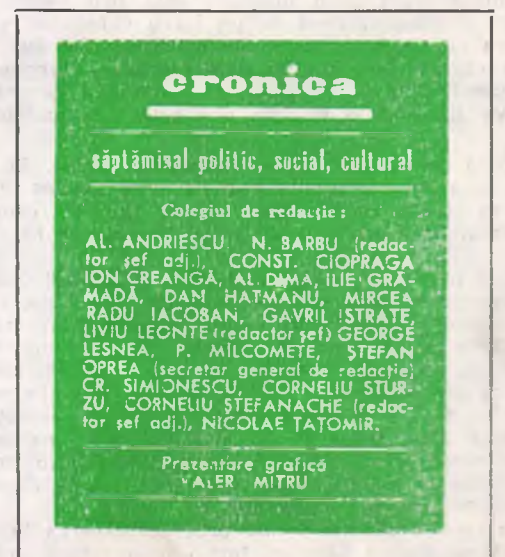 cronica
săptămînal politic, social, cultural
Colegiul de redacție:
AL. ANDRIESCU, N. BARBU (redac-
tor șef adj.), CONST. CIOPRAGA
ION CREANGĂ, AL. DIMA, ILIE GRĂ-
MADĂ, DAN HATMANU, MIRCEA
RADU IACOBAN, GAVRIL ISTRATE,
LIVIU LEONTE (redactor șef) GEORGE
LESNEA, P. MILCOMETE, ȘTEFAN
OPREA (secretar general de redacție)
CR. SIMIONESCU, CORNELIU STUR-
ZU, CORNELIU ȘTEFANACHE (redac-
tor șef adj.), NICOLAE TAȚOMIR.
Prezentare grafică
VALER MITRU